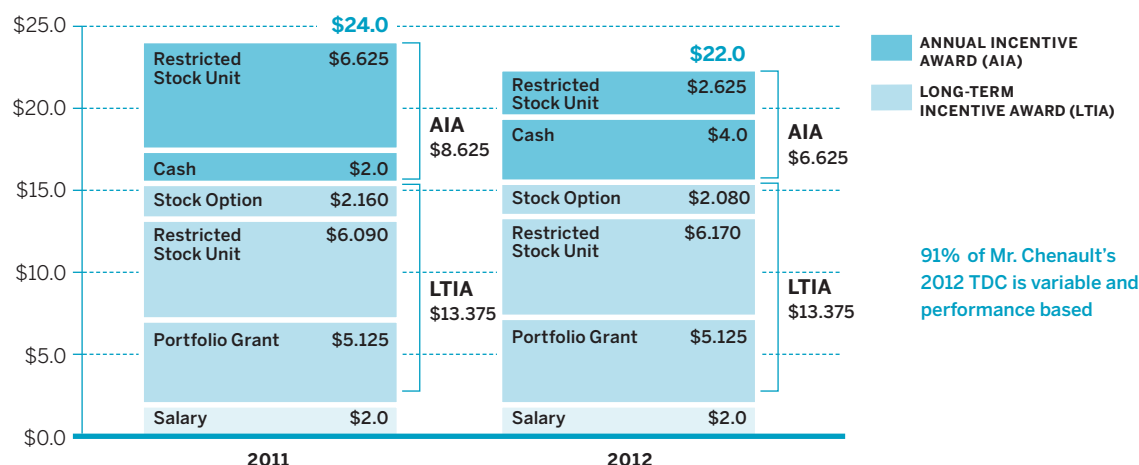 $25.0
$20.0
$15.0
$10.0
$5.0
$0.0
$24.0
Restricted $6.625
Stock Unit
Cash $2.0
Stock Option $2.160
Restricted $6.090
Stock Unit
Portfolio Grant $5.125
Salary $2.0
2011
AIA
$8.625
LTIA
$13.375
$22.0
Restricted $2.625
Stock Unit
Cash $4.0
Stock Option $2.080
Restricted $6.170
Stock Unit
Portfolio Grant $5.125
Salary $2.0
2012
AIA
$6.625
LTIA
$13.375
ANNUAL INCENTIVE
AWARD (AIA)
LONG-TERM
INCENTIVE AWARD (LTIA)
91% of Mr. Chenault’s
2012 TDC is variable and
performance based